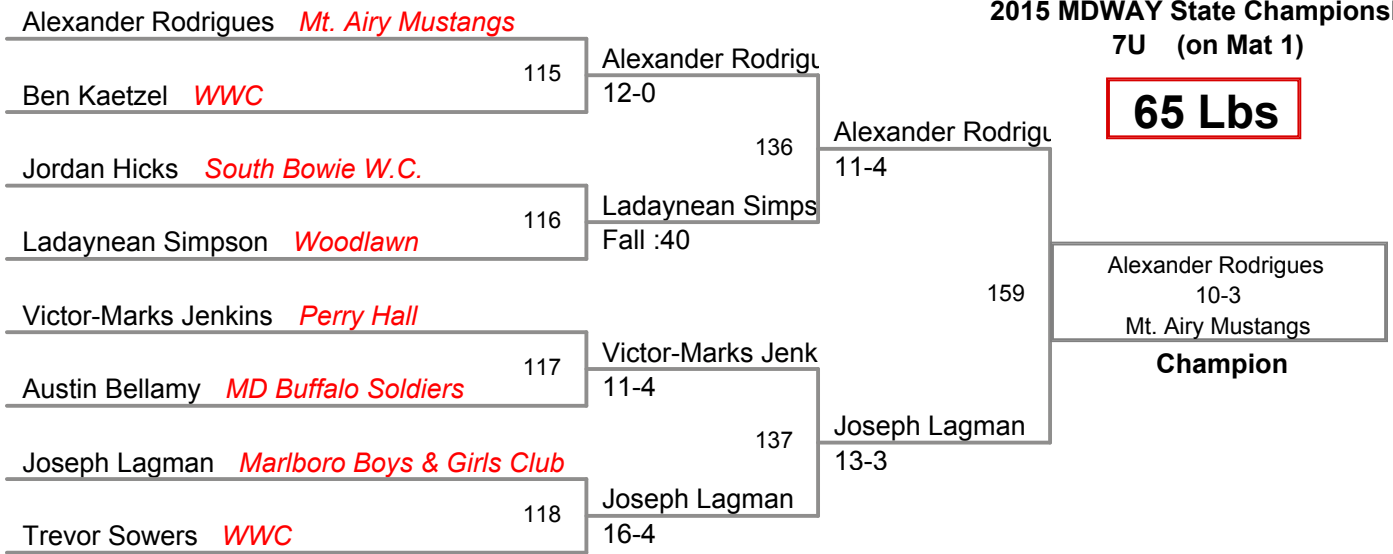 Alexander Rodrigues Mt. Airy Mustangs
Ben Kaetzel WWC
Jordan Hicks South Bowie W.C.
Ladaynean Simpson Woodlawn
Victor-Marks Jenkins Perry Hall
Austin Bellamy MD Buffalo Soldiers
Joseph Lagman Marlboro Boys & Girls Club
Trevor Sowers WWC
115
116
117
118
Alexander Rodrigu
12-0
Ladaynean Simps
Fall :40
Victor-Marks Jenk
11-4
Joseph Lagman
16-4
136
137
Alexander Rodrigu
11-4
Joseph Lagman
13-3
159
2015 MDWAY State Champions
7U (on Mat 1)
65 Lbs
Alexander Rodrigues
10-3
Mt. Airy Mustangs
Champion